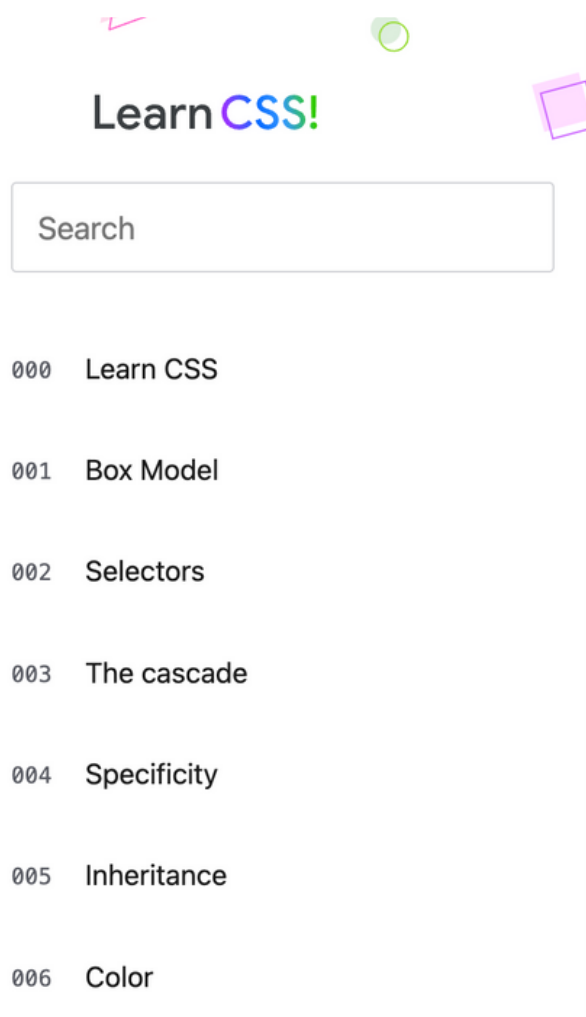 Learn CSS!
Search
000 Learn CSS
001 Box Model
002 Selectors
003 The cascade
004 Specificity
005 Inheritance
006 Color